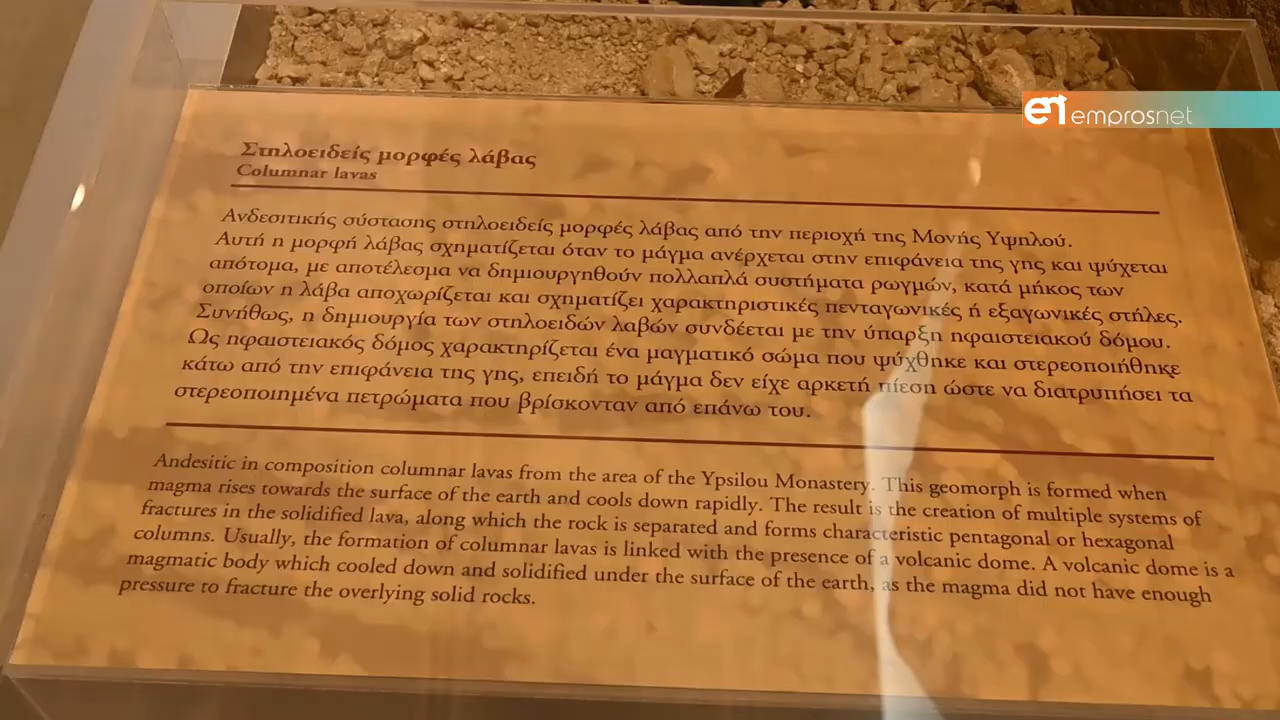 emprosnet
Στηλοειδείς μορφές λάβας
Columnar lavas
Ανδεσιτικής σύστασης στηλοειδείς μορφές λάβας από την περιοχή της Μονής Υψηλού.
Αυτή η μορφή λάβας σχηματίζεται όταν το μάγμα ανέρχεται στην επιφάνεια της γης και ψύχεται
απότομα, με αποτέλεσμα να δημιουργηθούν πολλαπλά συστήματα ρωγμών, κατά μήκος των
οποίων η λάβα αποχωρίζεται και σχηματίζει χαρακτηριστικές πενταγωνικές ή εξαγωνικές στήλες.
Συνήθως, η δημιουργία των στηλοειδών λαβών συνδέεται με την ύπαρξη ηφαιστειακού δόμου.
Ως ηφαιστειακός δόμος χαρακτηρίζεται ένα μαγματικό σώμα που ψύχθηκε και στερεοποιήθηκε
κάτω από την επιφάνεια της γης, επειδή το μάγμα δεν είχε αρκετή πίεση ώστε να διατρυπήσει τα
στερεοποιημένα πετρώματα που βρίσκονταν από επάνω του.
Andesitic in composition columnar lavas from the area of the Ypsilou Monastery. This geomorph is formed when
magma rises towards the surface of the earth and cools down rapidly. The result is the creation of multiple systems of
fractures in the solidified lava, along which the rock is separated and forms characteristic pentagonal or hexagonal
columns. Usually, the formation of columnar lavas is linked with the presence of a volcanic dome. A volcanic dome is a
magmatic body which cooled down and solidified under the surface of the earth, as the magma did not have enough
pressure to fracture the overlying solid rocks.